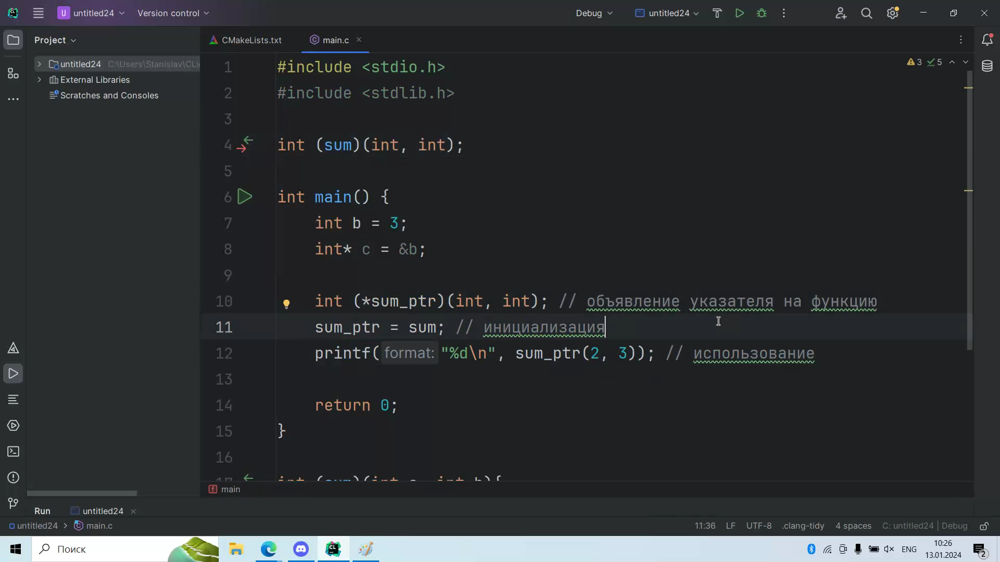 U untitled24 Version control Debug untitled24
Project CMakeLists.txt main.c
untitled24 C:\Users\Stanislav\CLi
External Libraries
Scratches and Consoles
3 5
1 #include <stdio.h>
2 #include <stdlib.h>
3
4 int (sum)(int, int);
5
6 int main() {
7 int b = 3;
8 int* c = &b;
9
10 int (*sum_ptr)(int, int); // объявление указателя на функцию
11 sum_ptr = sum; // инициализация
12 printf( format: "%d\n", sum_ptr(2, 3)); // использование
13
14 return 0;
15 }
16
17 int (sum)(int a, int b){
main
Run untitled24
untitled24 > main.c 11:36 LF UTF-8 .clang-tidy 4 spaces C: untitled24 | Debug
Поиск ENG 10:26
13.01.2024 2